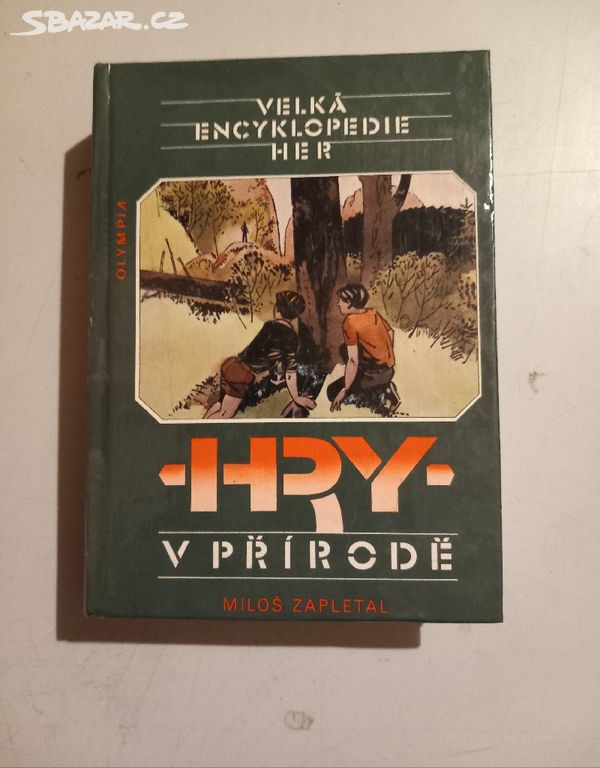 SBAZAR.CZ
VELKÁ
ENCYKLOPEDIE
HER
OLYMPIA
HRY
V PŘÍRODĚ
MILOŠ ZAPLETAL